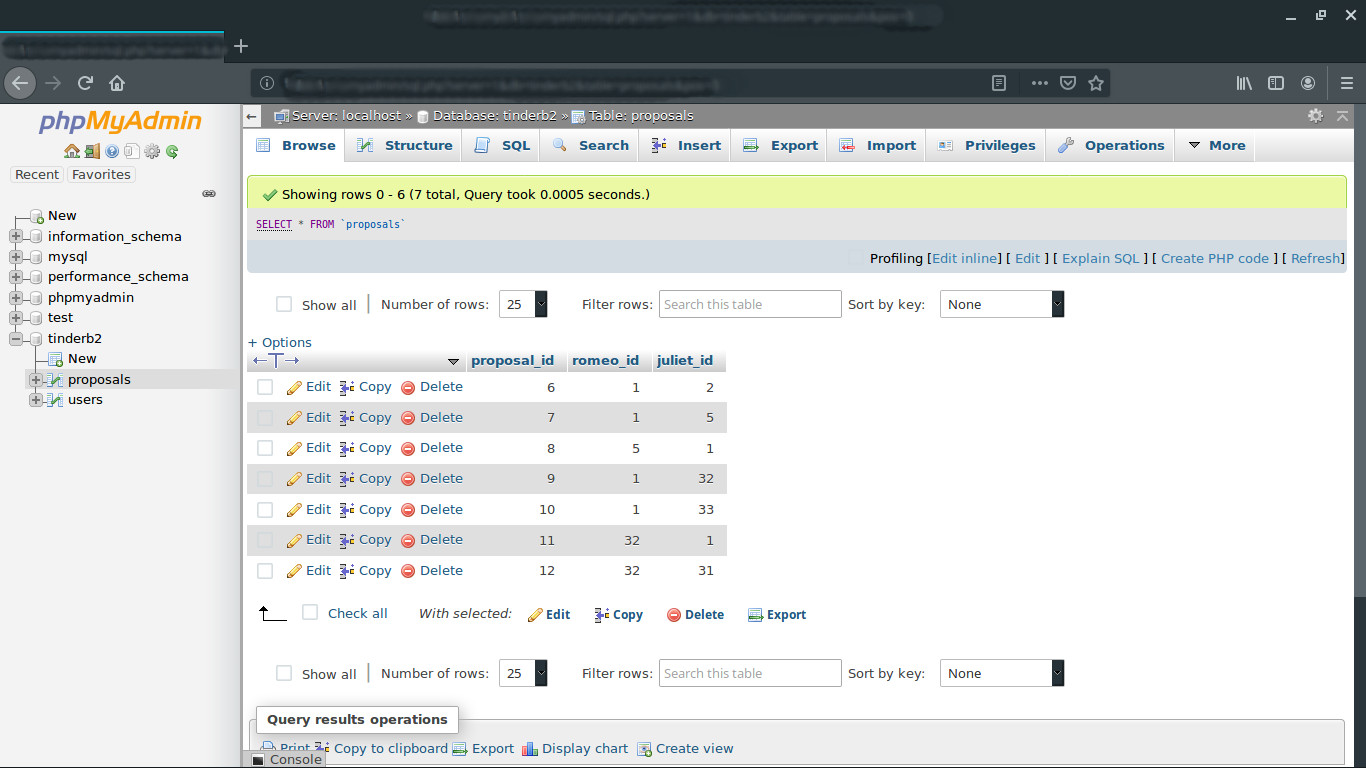 phpMyAdmin
Recent Favorites
New
information_schema
mysql
performance_schema
phpmyadmin
test
tinderb2
New
proposals
users
Server: localhost » Database: tinderb2 » Table: proposals
Browse Structure SQL Search Insert Export Import Privileges Operations More
Showing rows 0 - 6 (7 total, Query took 0.0005 seconds.)
SELECT * FROM `proposals`
Profiling [Edit inline] [ Edit ] [ Explain SQL ] [ Create PHP code ] [ Refresh]
Show all Number of rows: 25 Filter rows: Search this table Sort by key: None
+ Options
←T→ proposal_id romeo_id juliet_id
Edit Copy Delete 6 1 2
Edit Copy Delete 7 1 5
Edit Copy Delete 8 5 1
Edit Copy Delete 9 1 32
Edit Copy Delete 10 1 33
Edit Copy Delete 11 32 1
Edit Copy Delete 12 32 31
Check all With selected: Edit Copy Delete Export
Show all Number of rows: 25 Filter rows: Search this table Sort by key: None
Query results operations
Print Copy to clipboard Export Display chart Create view
Console